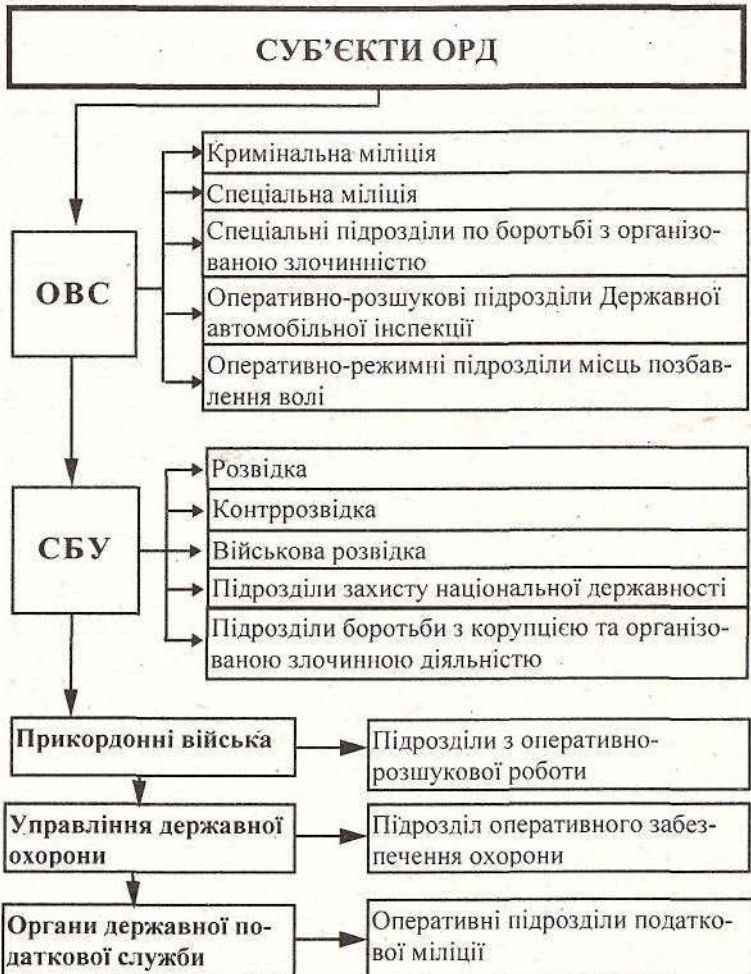 СУБ’ЄКТИ ОРД
ОВС
Кримінальна міліція
Спеціальна міліція
Спеціальні підрозділи по боротьбі з організо-
ваною злочинністю
Оперативно-розшукові підрозділи Державної
автомобільної інспекції
Оперативно-режимні підрозділи місць позбав-
лення волі
СБУ
Розвідка
Контррозвідка
Військова розвідка
Підрозділи захисту національної державності
Підрозділи боротьби з корупцією та організо-
ваною злочинною діяльністю
Прикордонні війська
Підрозділи з оперативно-
розшукової роботи
Управління державної
охорони
Підрозділ оперативного забез-
печення охорони
Органи державної по-
даткової служби
Оперативні підрозділи податко-
вої міліції